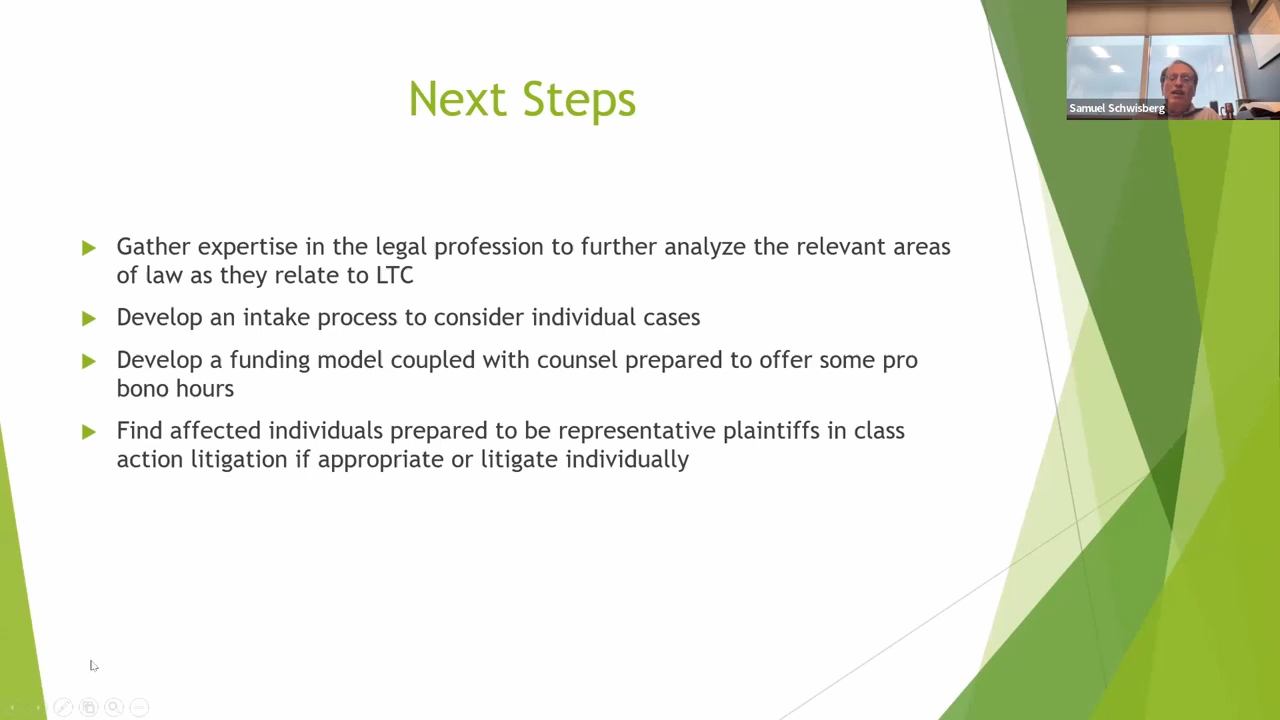 Next Steps
Samuel Schwisberg
Gather expertise in the legal profession to further analyze the relevant areas
of law as they relate to LTC
Develop an intake process to consider individual cases
Develop a funding model coupled with counsel prepared to offer some pro
bono hours
Find affected individuals prepared to be representative plaintiffs in class
action litigation if appropriate or litigate individually